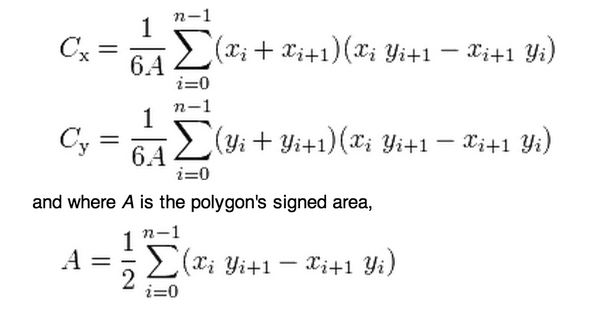 C_x = \frac{1}{6A} \sum_{i=0}^{n-1} (x_i + x_{i+1})(x_i y_{i+1} − x_{i+1} y_i)
C_y = \frac{1}{6A} \sum_{i=0}^{n-1} (y_i + y_{i+1})(x_i y_{i+1} − x_{i+1} y_i)
and where A is the polygon's signed area,
A = \frac{1}{2} \sum_{i=0}^{n-1} (x_i y_{i+1} − x_{i+1} y_i)